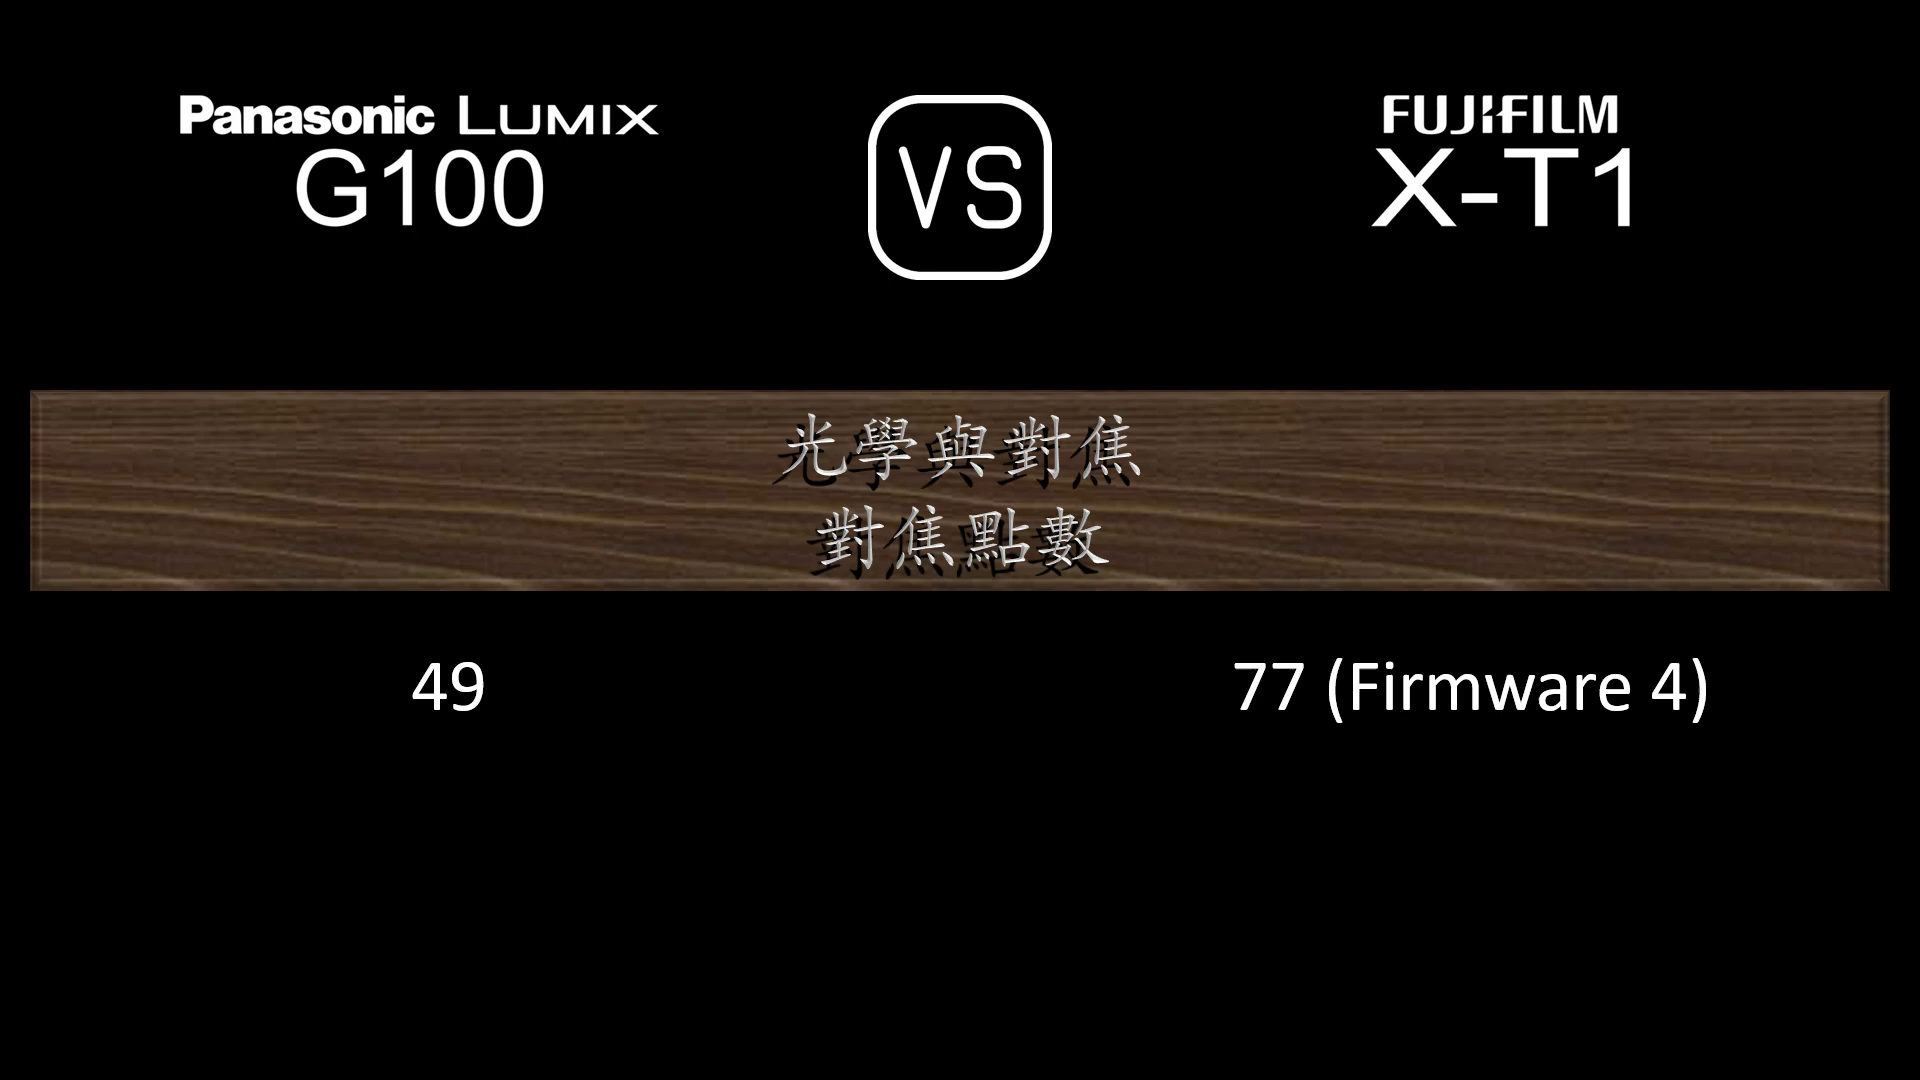 Panasonic LUMIX
G100
VS
FUJIFILM
X-T1
光學與對焦
對焦點數
49
77 (Firmware 4)